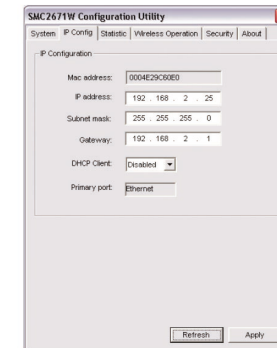 SMC2671W Configuration Utility
System IP Config Statistic Wireless Operation Security About
IP Configuration
Mac address: 0004E29C60E0
IP address: 192 . 168 . 2 . 25
Subnet mask: 255 . 255 . 255 . 0
Gateway: 192 . 168 . 2 . 1
DHCP Client: Disabled
Primary port: Ethernet
Refresh Apply